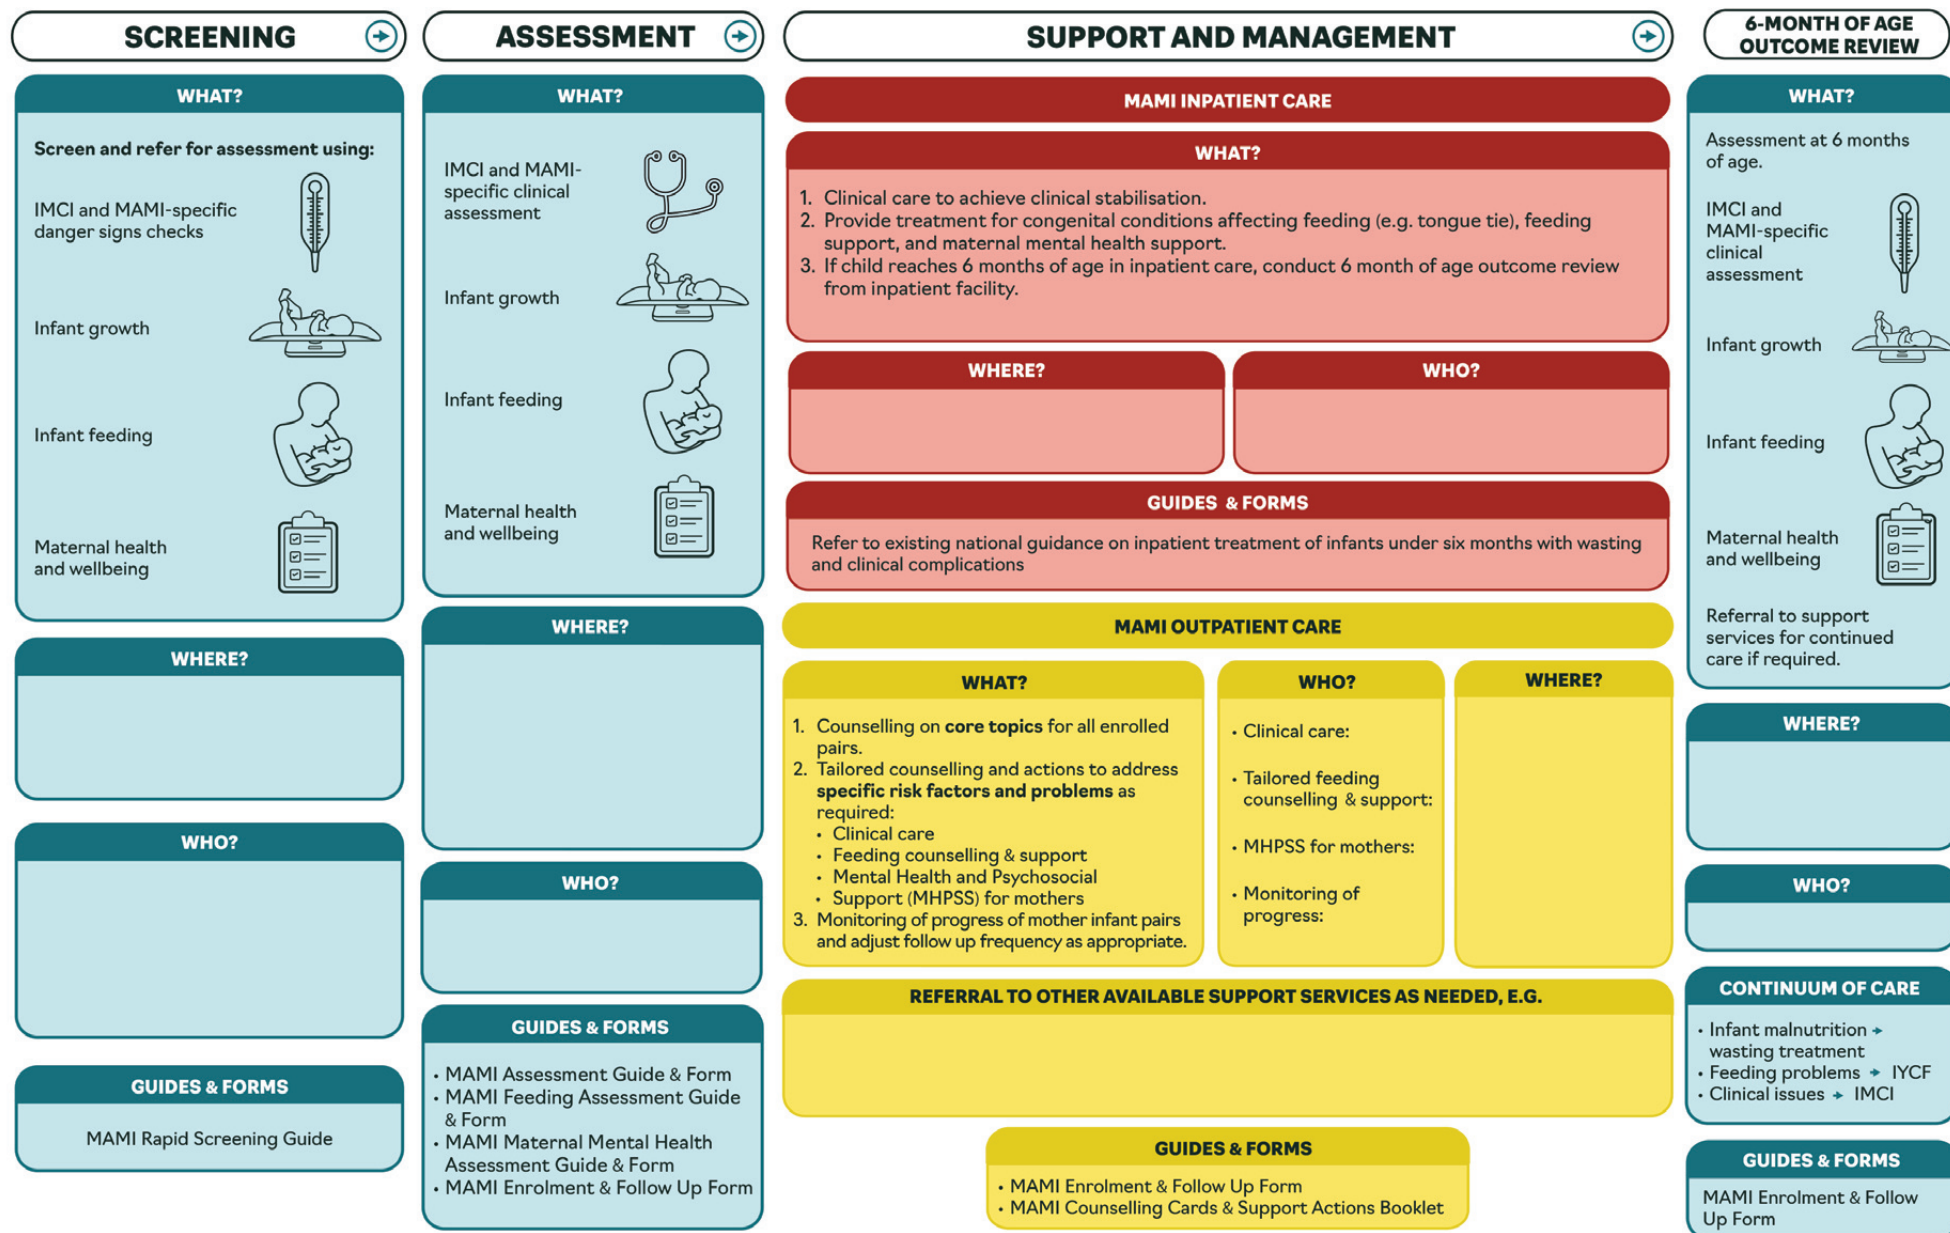 SCREENING
WHAT?
Screen and refer for assessment using:
IMCI and MAMI-specific
danger signs checks
Infant growth
Infant feeding
Maternal health
and wellbeing
WHERE?
WHO?
GUIDES & FORMS
MAMI Rapid Screening Guide
ASSESSMENT
WHAT?
IMCI and MAMI-
specific clinical
assessment
Infant growth
Infant feeding
Maternal health
and wellbeing
WHERE?
WHO?
GUIDES & FORMS
• MAMI Assessment Guide & Form
• MAMI Feeding Assessment Guide
& Form
• MAMI Maternal Mental Health
Assessment Guide & Form
• MAMI Enrolment & Follow Up Form
SUPPORT AND MANAGEMENT
MAMI INPATIENT CARE
WHAT?
1. Clinical care to achieve clinical stabilisation.
2. Provide treatment for congenital conditions affecting feeding (e.g. tongue tie), feeding
support, and maternal mental health support.
3. If child reaches 6 months of age in inpatient care, conduct 6 month of age outcome review
from inpatient facility.
WHERE?
WHO?
GUIDES & FORMS
Refer to existing national guidance on inpatient treatment of infants under six months with wasting
and clinical complications
MAMI OUTPATIENT CARE
WHAT?
1. Counselling on core topics for all enrolled
pairs.
2. Tailored counselling and actions to address
specific risk factors and problems as
required:
• Clinical care
• Feeding counselling & support
• Mental Health and Psychosocial
• Support (MHPSS) for mothers
3. Monitoring of progress of mother infant pairs
and adjust follow up frequency as appropriate.
WHO?
• Clinical care:
• Tailored feeding
counselling & support:
• MHPSS for mothers:
• Monitoring of
progress:
WHERE?
REFERRAL TO OTHER AVAILABLE SUPPORT SERVICES AS NEEDED, E.G.
GUIDES & FORMS
• MAMI Enrolment & Follow Up Form
• MAMI Counselling Cards & Support Actions Booklet
6-MONTH OF AGE
OUTCOME REVIEW
WHAT?
Assessment at 6 months
of age.
IMCI and
MAMI-specific
clinical
assessment
Infant growth
Infant feeding
Maternal health
and wellbeing
Referral to support
services for continued
care if required.
WHERE?
WHO?
CONTINUUM OF CARE
• Infant malnutrition →
wasting treatment
• Feeding problems → IYCF
• Clinical issues → IMCI
GUIDES & FORMS
MAMI Enrolment & Follow
Up Form